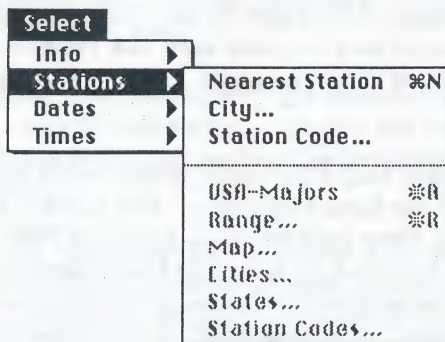 Select
Info
Stations
Dates
Times
Nearest Station ⌘N
City...
Station Code...
USA-Majors ⌘A
Range... ⌘R
Map...
Cities...
States...
Station Codes...